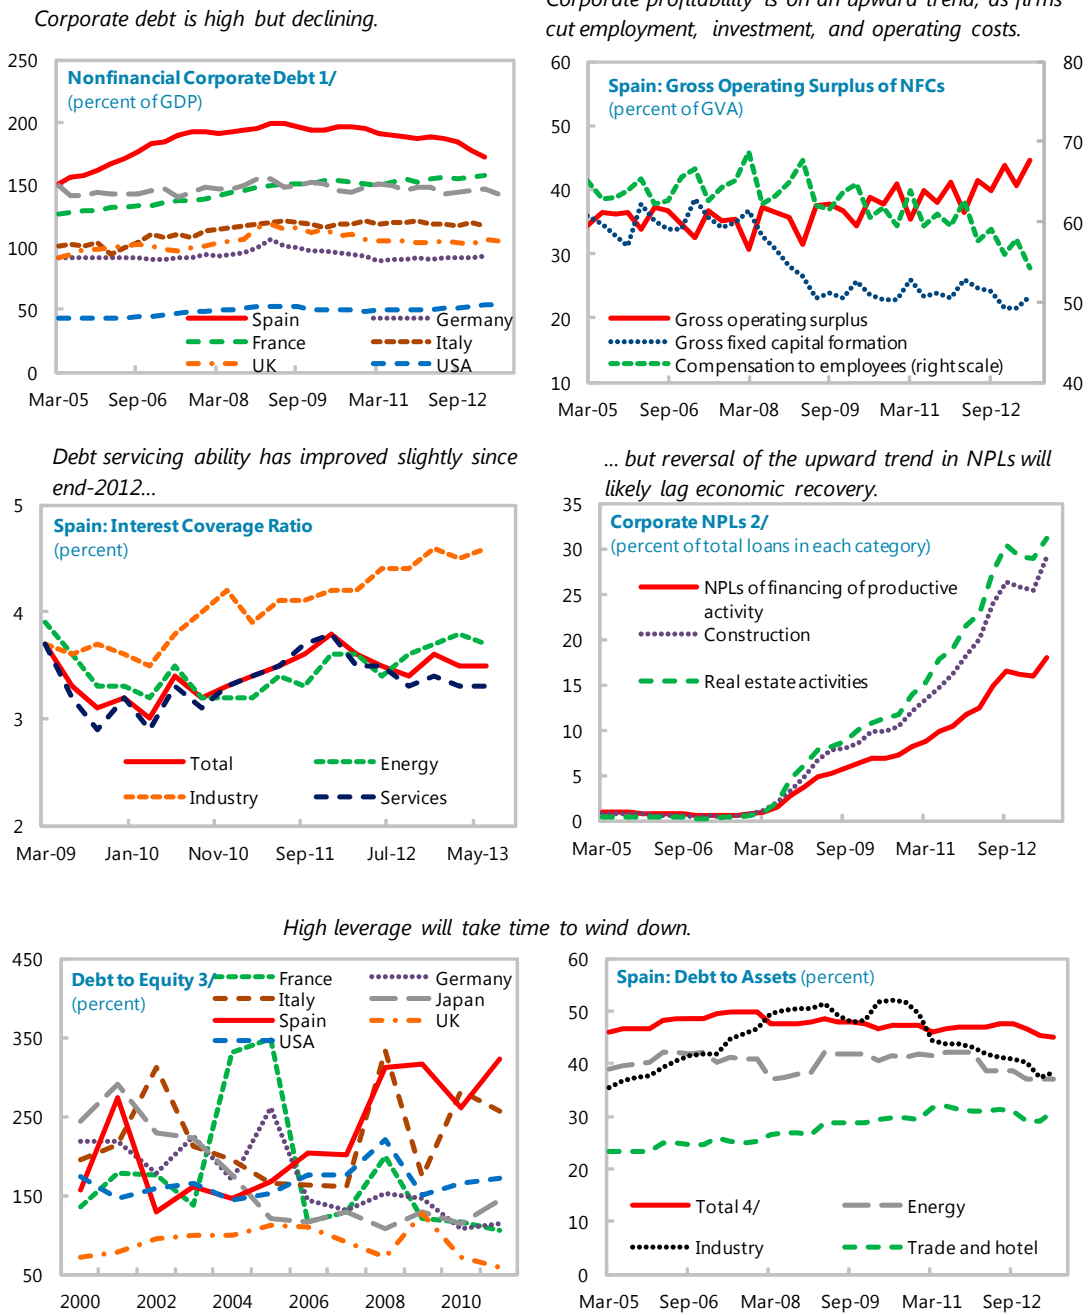 Corporate debt is high but declining.
Corporate profitability is on an upward trend, as firms
cut employment, investment, and operating costs.
Nonfinancial Corporate Debt 1/
(percent of GDP)
250
200
150
100
50
0
Spain
Germany
France
Italy
UK
USA
Mar-05 Sep-06 Mar-08 Sep-09 Mar-11 Sep-12
Spain: Gross Operating Surplus of NFCs
(percent of GVA)
60
50
40
30
20
10
80
70
60
50
40
Gross operating surplus
Gross fixed capital formation
Compensation to employees (right scale)
Mar-05 Sep-06 Mar-08 Sep-09 Mar-11 Sep-12
Debt servicing ability has improved slightly since
end-2012...
Spain: Interest Coverage Ratio
(percent)
5
4
3
2
Total
Energy
Industry
Services
Mar-09 Jan-10 Nov-10 Sep-11 Jul-12 May-13
... but reversal of the upward trend in NPLs will
likely lag economic recovery.
Corporate NPLs 2/
(percent of total loans in each category)
35
30
25
20
15
10
5
0
NPLs of financing of productive
activity
Construction
Real estate activities
Mar-05 Sep-06 Mar-08 Sep-09 Mar-11 Sep-12
High leverage will take time to wind down.
Debt to Equity 3/
(percent)
450
350
250
150
50
France
Germany
Italy
Japan
Spain
UK
USA
2000 2002 2004 2006 2008 2010
Spain: Debt to Assets (percent)
60
50
40
30
20
10
0
Total 4/
Energy
Industry
Trade and hotel
Mar-05 Sep-06 Mar-08 Sep-09 Mar-11 Sep-12